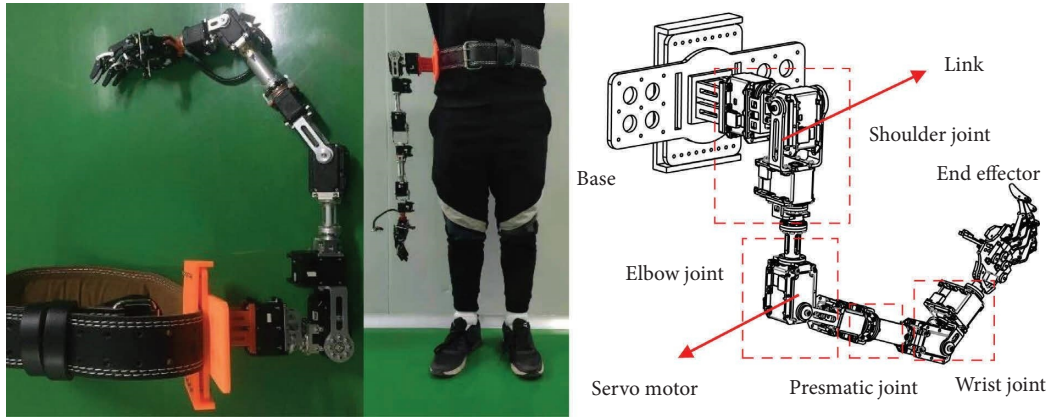 Link
Shoulder joint
Base
End effector
Elbow joint
Servo motor
Presmatic joint
Wrist joint